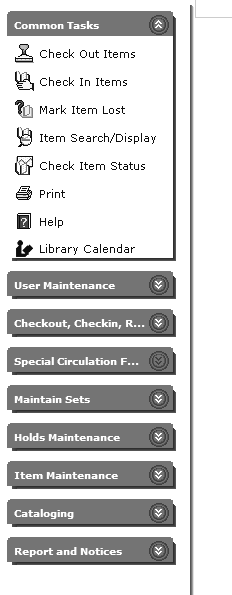 Common Tasks
Check Out Items
Check In Items
Mark Item Lost
Item Search/Display
Check Item Status
Print
Help
Library Calendar
User Maintenance
Checkout, Checkin, R...
Special Circulation F...
Maintain Sets
Holds Maintenance
Item Maintenance
Cataloging
Report and Notices